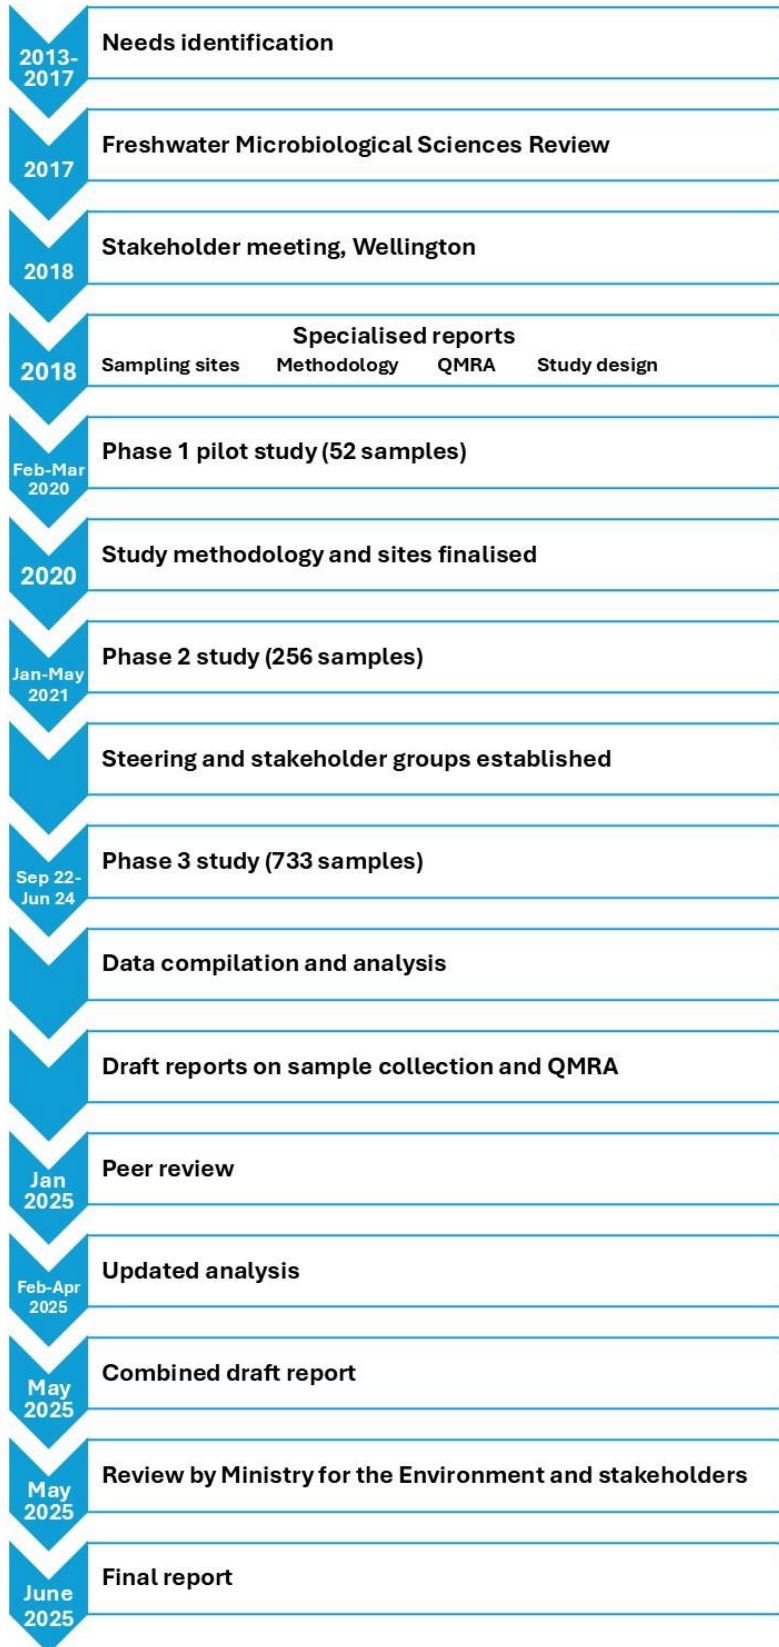 2013-
2017
Needs identification
2017
Freshwater Microbiological Sciences Review
2018
Stakeholder meeting, Wellington
2018
Specialised reports
Sampling sites Methodology QMRA Study design
Feb-Mar
2020
Phase 1 pilot study (52 samples)
2020
Study methodology and sites finalised
Jan-May
2021
Phase 2 study (256 samples)
Steering and stakeholder groups established
Sep 22-
Jun 24
Phase 3 study (733 samples)
Data compilation and analysis
Draft reports on sample collection and QMRA
Jan
2025
Peer review
Feb-Apr
2025
Updated analysis
May
2025
Combined draft report
May
2025
Review by Ministry for the Environment and stakeholders
June
2025
Final report